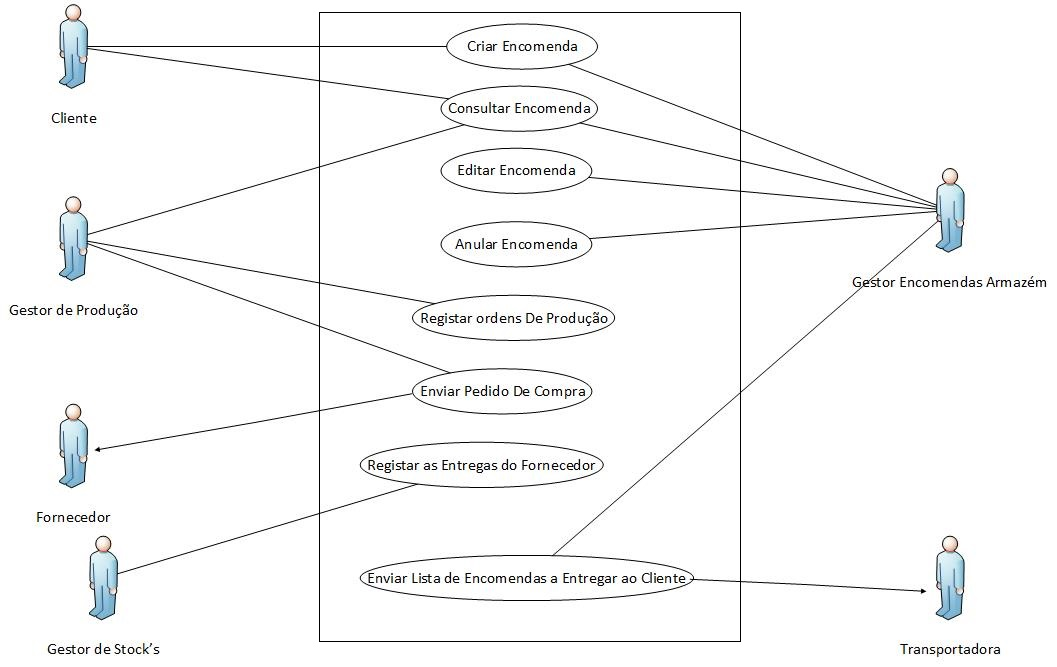 Criar Encomenda
Cliente
Consultar Encomenda
Editar Encomenda
Anular Encomenda
Gestor Encomendas Armazém
Gestor de Produção
Registar ordens De Produção
Enviar Pedido De Compra
Registar as Entregas do Fornecedor
Fornecedor
Enviar Lista de Encomendas a Entregar ao Cliente
Gestor de Stock's
Transportadora